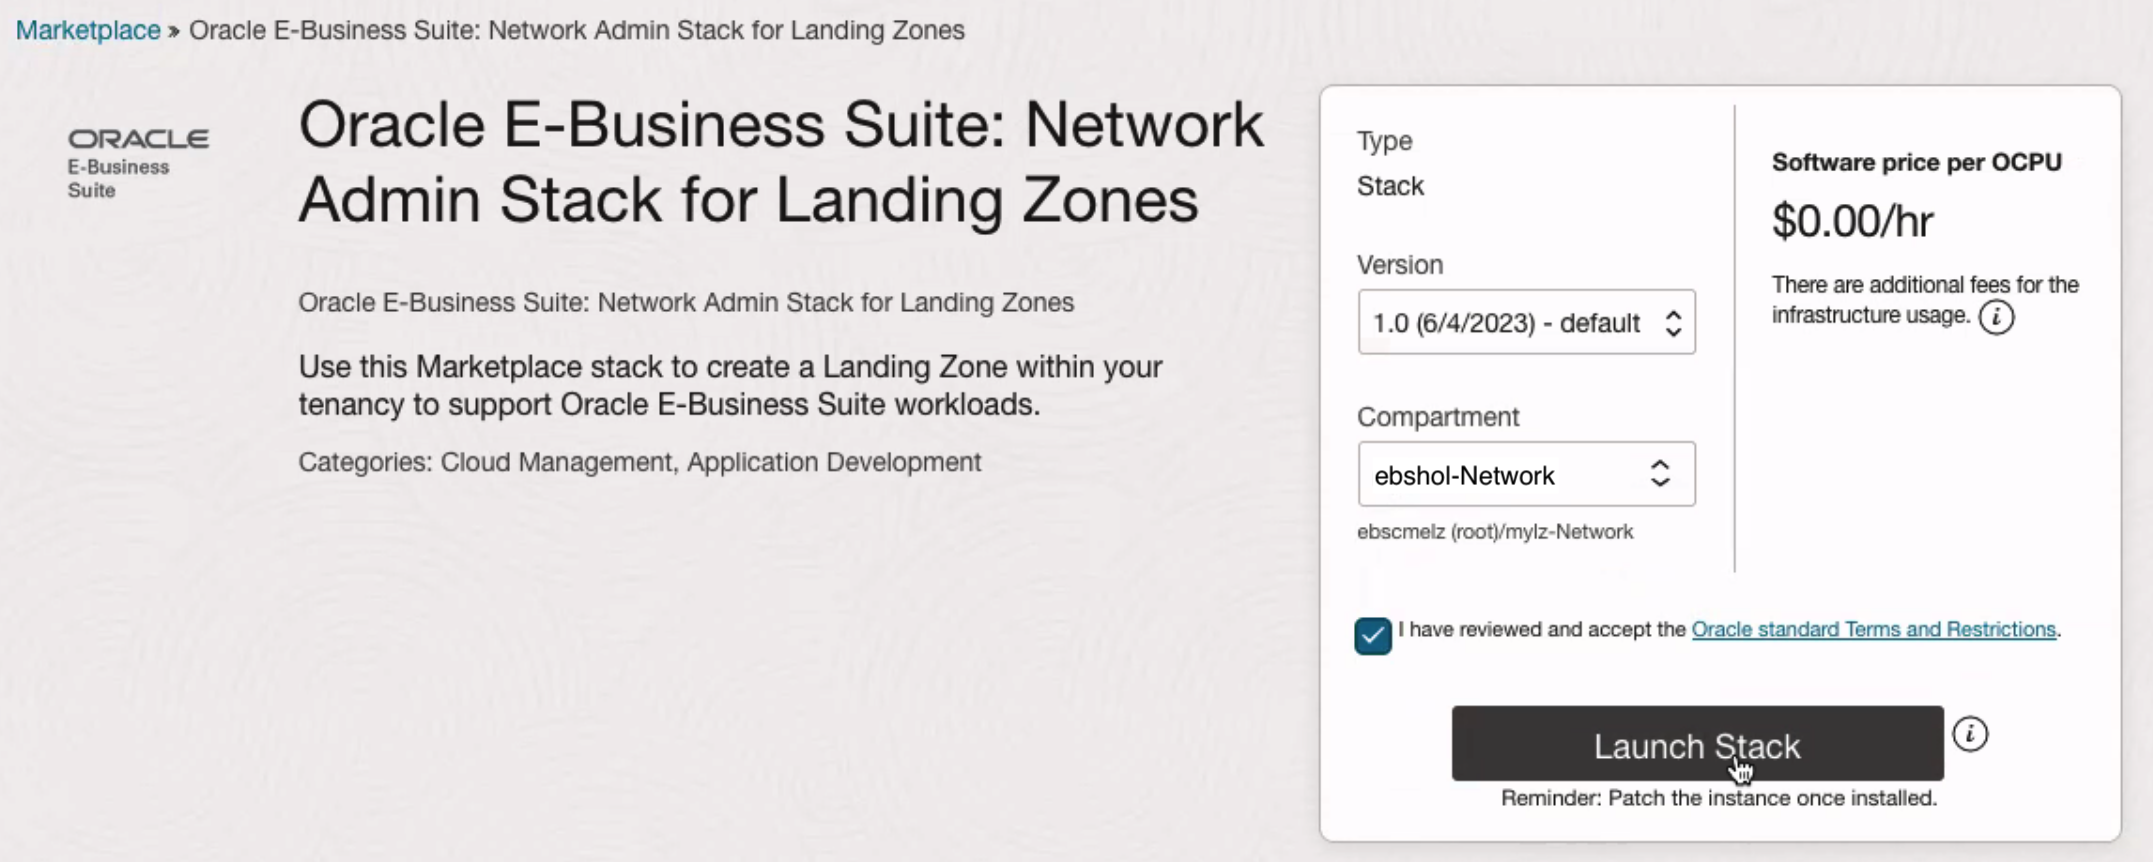 Marketplace » Oracle E-Business Suite: Network Admin Stack for Landing Zones
ORACLE
E-Business
Suite
Oracle E-Business Suite: Network
Admin Stack for Landing Zones
Oracle E-Business Suite: Network Admin Stack for Landing Zones
Use this Marketplace stack to create a Landing Zone within your
tenancy to support Oracle E-Business Suite workloads.
Categories: Cloud Management, Application Development
Type
Stack
Version
1.0 (6/4/2023) - default
Compartment
ebshol-Network
ebscmelz (root)/mylz-Network
Software price per OCPU
$0.00/hr
There are additional fees for the
infrastructure usage.
I have reviewed and accept the Oracle standard Terms and Restrictions.
Launch Stack
Reminder: Patch the instance once installed.